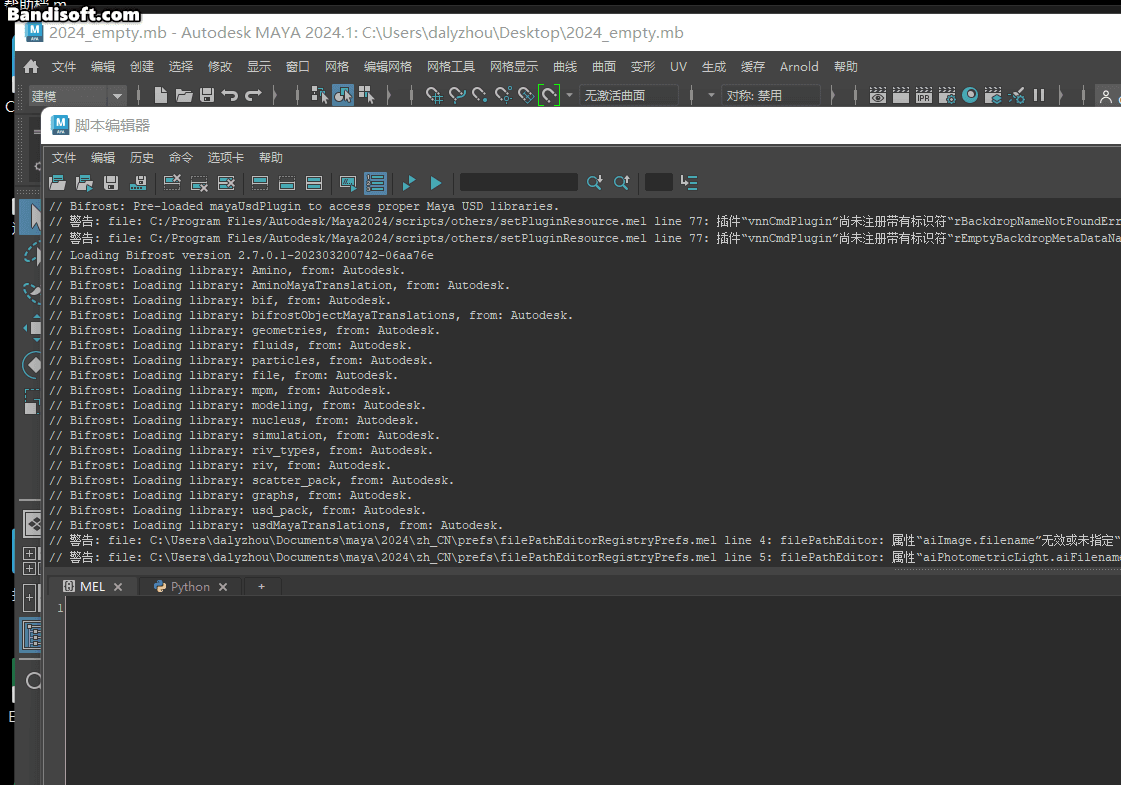 Bandisoft.com
2024_empty.mb - Autodesk MAYA 2024.1: C:\Users\dalyzhou\Desktop\2024_empty.mb
文件 编辑 创建 选择 修改 显示 窗口 网格 编辑网格 网格工具 网格显示 曲线 曲面 变形 UV 生成 缓存 Arnold 帮助
建模 无激活曲面 对称: 禁用
脚本编辑器
文件 编辑 历史 命令 选项卡 帮助
// Bifrost: Pre-loaded mayaUsdPlugin to access proper Maya USD libraries.
// 警告: file: C:/Program Files/Autodesk/Maya2024/scripts/others/setPluginResource.mel line 77: 插件“vnnCmdPlugin”尚未注册带有标识符“rBackdropNameNotFoundErr
// 警告: file: C:/Program Files/Autodesk/Maya2024/scripts/others/setPluginResource.mel line 77: 插件“vnnCmdPlugin”尚未注册带有标识符“rEmptyBackdropMetaDataNa
// Loading Bifrost version 2.7.0.1-202303200742-06aa76e
// Bifrost: Loading library: Amino, from: Autodesk.
// Bifrost: Loading library: AminoMayaTranslation, from: Autodesk.
// Bifrost: Loading library: bif, from: Autodesk.
// Bifrost: Loading library: bifrostObjectMayaTranslations, from: Autodesk.
// Bifrost: Loading library: geometries, from: Autodesk.
// Bifrost: Loading library: fluids, from: Autodesk.
// Bifrost: Loading library: particles, from: Autodesk.
// Bifrost: Loading library: file, from: Autodesk.
// Bifrost: Loading library: mpm, from: Autodesk.
// Bifrost: Loading library: modeling, from: Autodesk.
// Bifrost: Loading library: nucleus, from: Autodesk.
// Bifrost: Loading library: simulation, from: Autodesk.
// Bifrost: Loading library: riv_types, from: Autodesk.
// Bifrost: Loading library: riv, from: Autodesk.
// Bifrost: Loading library: scatter_pack, from: Autodesk.
// Bifrost: Loading library: graphs, from: Autodesk.
// Bifrost: Loading library: usd_pack, from: Autodesk.
// Bifrost: Loading library: usdMayaTranslations, from: Autodesk.
// 警告: file: C:\Users\dalyzhou\Documents\maya\2024\zh_CN\prefs\filePathEditorRegistryPrefs.mel line 4: filePathEditor: 属性“aiImage.filename”无效或未指定“
// 警告: file: C:\Users\dalyzhou\Documents\maya\2024\zh_CN\prefs\filePathEditorRegistryPrefs.mel line 5: filePathEditor: 属性“aiPhotometricLight.aiFilenam
MEL Python +
1